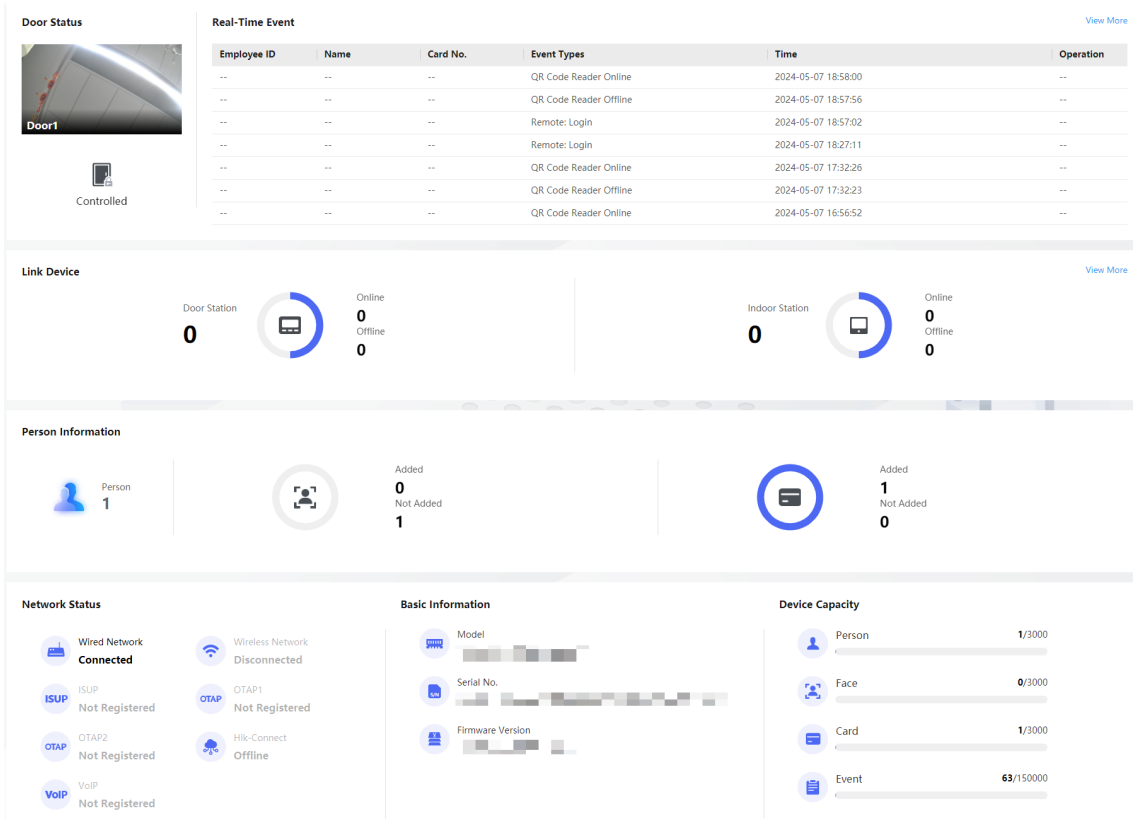 Door Status
Door1
Controlled
Real-Time Event
View More
Employee ID Name Card No. Event Types Time Operation
-- -- -- QR Code Reader Online 2024-05-07 18:58:00 --
-- -- -- QR Code Reader Offline 2024-05-07 18:57:56 --
-- -- -- Remote: Login 2024-05-07 18:57:02 --
-- -- -- Remote: Login 2024-05-07 18:27:11 --
-- -- -- QR Code Reader Online 2024-05-07 17:32:26 --
-- -- -- QR Code Reader Offline 2024-05-07 17:32:23 --
-- -- -- QR Code Reader Online 2024-05-07 16:56:52 --
Link Device
View More
Door Station
0
Online
0
Offline
0
Indoor Station
0
Online
0
Offline
0
Person Information
Person
1
Added
0
Not Added
1
Added
1
Not Added
0
Network Status
Wired Network
Connected
Wireless Network
Disconnected
ISUP
ISUP
Not Registered
OTAP
OTAP1
Not Registered
OTAP
OTAP2
Not Registered
Hik-Connect
Offline
VoIP
VoIP
Not Registered
Basic Information
Model
S/N
Serial No.
Firmware Version
Device Capacity
Person 1/3000
Face 0/3000
Card 1/3000
Event 63/150000